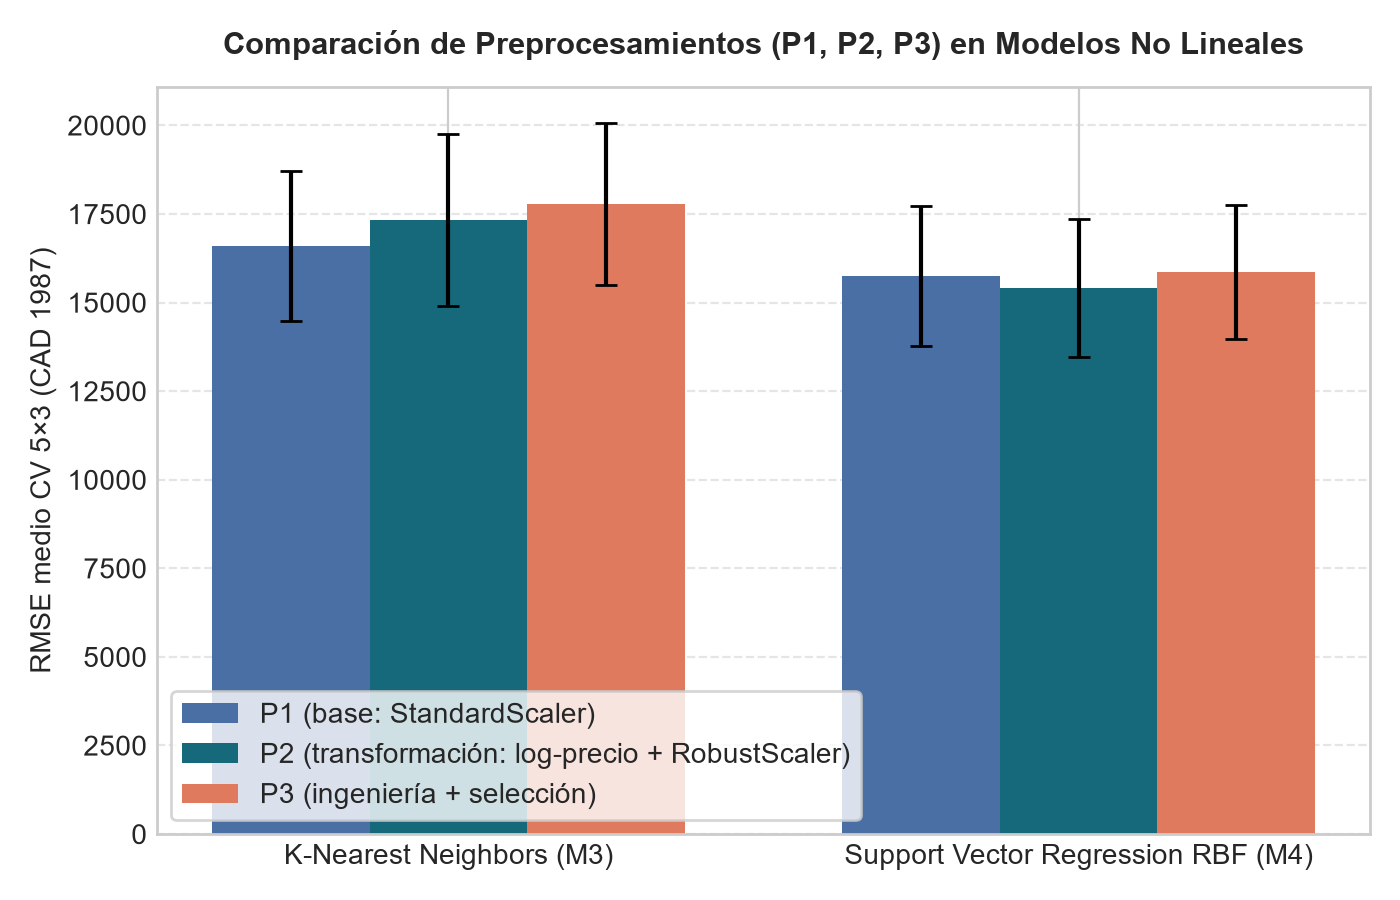 Comparación de Preprocesamientos (P1, P2, P3) en Modelos No Lineales
RMSE medio CV 5×3 (CAD 1987)
20000
17500
15000
12500
10000
7500
5000
2500
0
P1 (base: StandardScaler)
P2 (transformación: log-precio + RobustScaler)
P3 (ingeniería + selección)
K-Nearest Neighbors (M3)
Support Vector Regression RBF (M4)